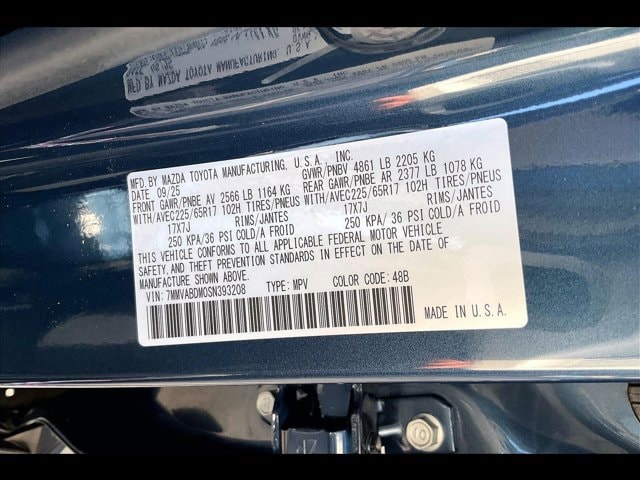 MFD. BY MAZDA TOYOTA MANUFACTURING, U.S.A., INC.
DATE 09/25 GVWR/PNBV 4861 LB 2205 KG
FRONT GAWR/PNBE AV 2566 LB 1164 KG REAR GAWR/PNBE AR 2377 LB 1078 KG
WITH/AVEC225/65R17 102H TIRES/PNEUS WITH/AVEC225/65R17 102H TIRES/PNEUS
17X7J RIMS/JANTES 17X7J RIMS/JANTES
250 KPA/36 PSI COLD/A FROID 250 KPA/36 PSI COLD/A FROID
THIS VEHICLE CONFORMS TO ALL APPLICABLE FEDERAL MOTOR VEHICLE
SAFETY, AND THEFT PREVENTION STANDARDS IN EFFECT ON THE DATE OF
MANUFACTURE SHOWN ABOVE.
VIN: 7MMVABDM0SN393208 TYPE: MPV COLOR CODE: 48B
MADE IN U.S.A.